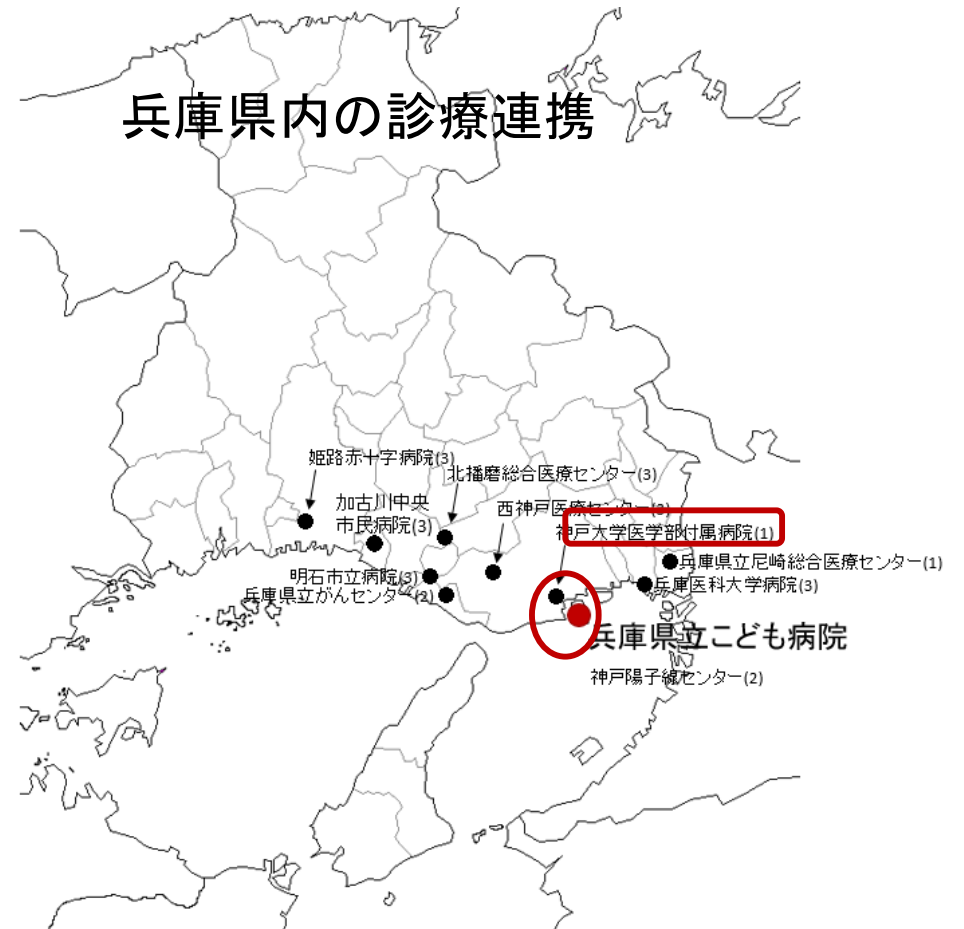 兵庫県内の診療連携
姫路赤十字病院(3)
北播磨総合医療センター(3)
加古川中央
市民病院(3)
西神戸医療センター(3)
神戸大学医学部付属病院(1)
兵庫県立尼崎総合医療センター(1)
明石市立病院(3)
兵庫医科大学病院(3)
兵庫県立がんセンター(2)
兵庫県立こども病院
神戸陽子線センター(2)